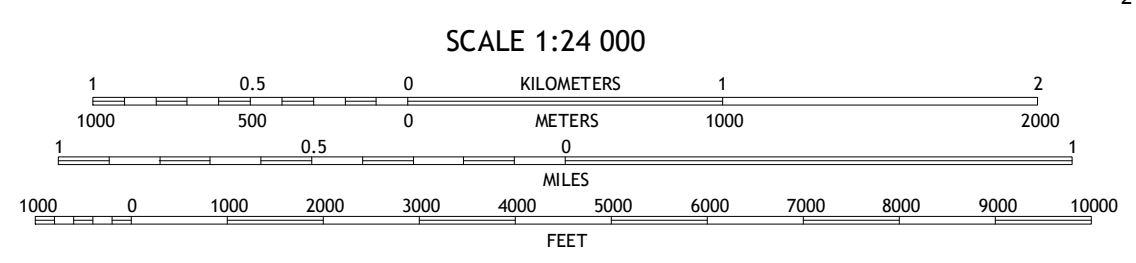 2
SCALE 1:24 000
1 0.5 0 KILOMETERS 1 2
1000 500 0 METERS 1000 2000
1 0.5 0 1
MILES
1000 0 1000 2000 3000 4000 5000 6000 7000 8000 9000 10000
FEET